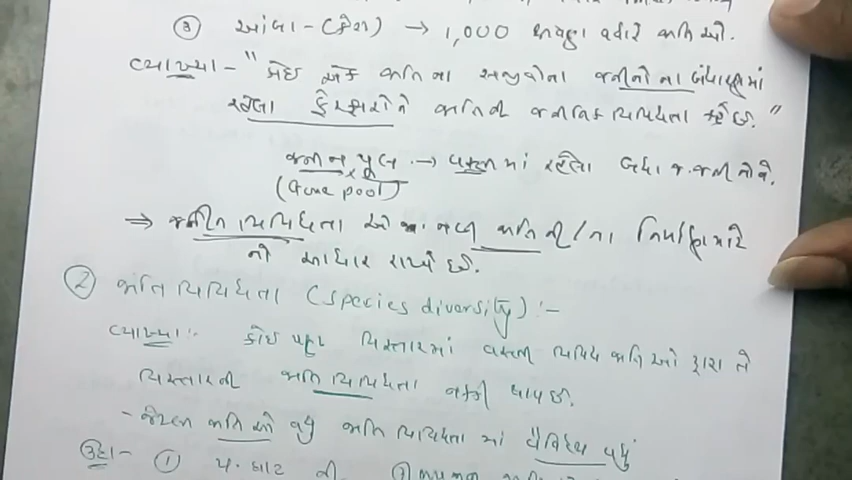 ③ આંબા - (કેરી) → 1,000 કરતા વધારે જાતિઓ.
વ્યાખ્યા - " કોઇ એક જાતિના સજીવોના જનીનોના બંધારણમાં
રહેલા ફેરફારોને જાતિની જનીનિક વિવિધતા કહે છે. "
જનીન પૂલ → વસ્તીમાં રહેલા બધા જ જનીનોને.
(Gene pool)
⇒ જનીન વિવિધતા એ નવી જાતિની/ના નિર્માણ માટે
નો આધાર રાખે છે.
② જાતિ વિવિધતા (species diversity) :-
વ્યાખ્યા :- કોઇ પણ વિસ્તારમાં વસતી વિવિધ જાતિઓ દ્વારા તે
વિસ્તારની જાતિ વિવિધતા નક્કી થાય છે.
- જેટલી જાતિઓ વધુ જાતિ વિવિધતા માં વૈવિધ્ય વધું
ઉદા - ① પ. ઘાટ ની